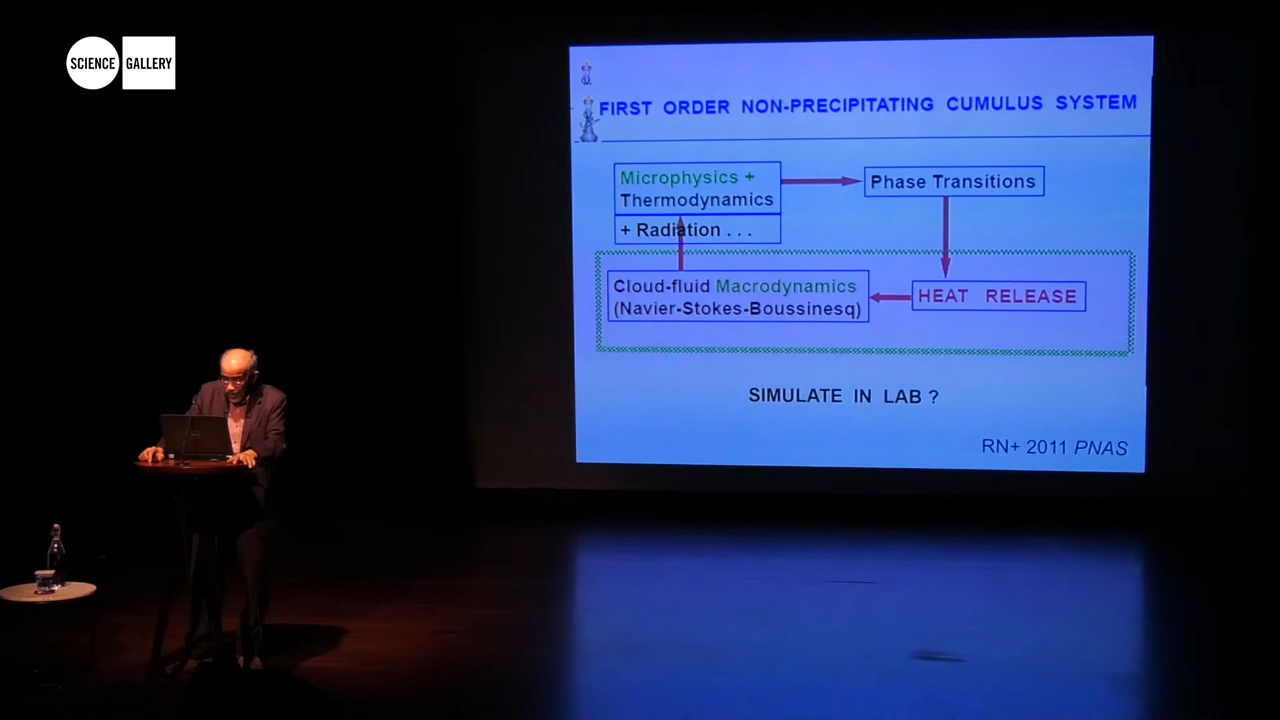 SCIENCE GALLERY
FIRST ORDER NON-PRECIPITATING CUMULUS SYSTEM
Microphysics +
Thermodynamics
+ Radiation . . .
Phase Transitions
Cloud-fluid Macrodynamics
(Navier-Stokes-Boussinesq)
HEAT RELEASE
SIMULATE IN LAB ?
RN+ 2011 PNAS